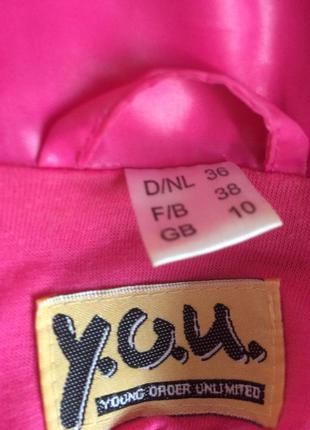 D/NL 36
F/B 38
GB 10
y.o.u.
YOUNG ORDER UNLIMITED